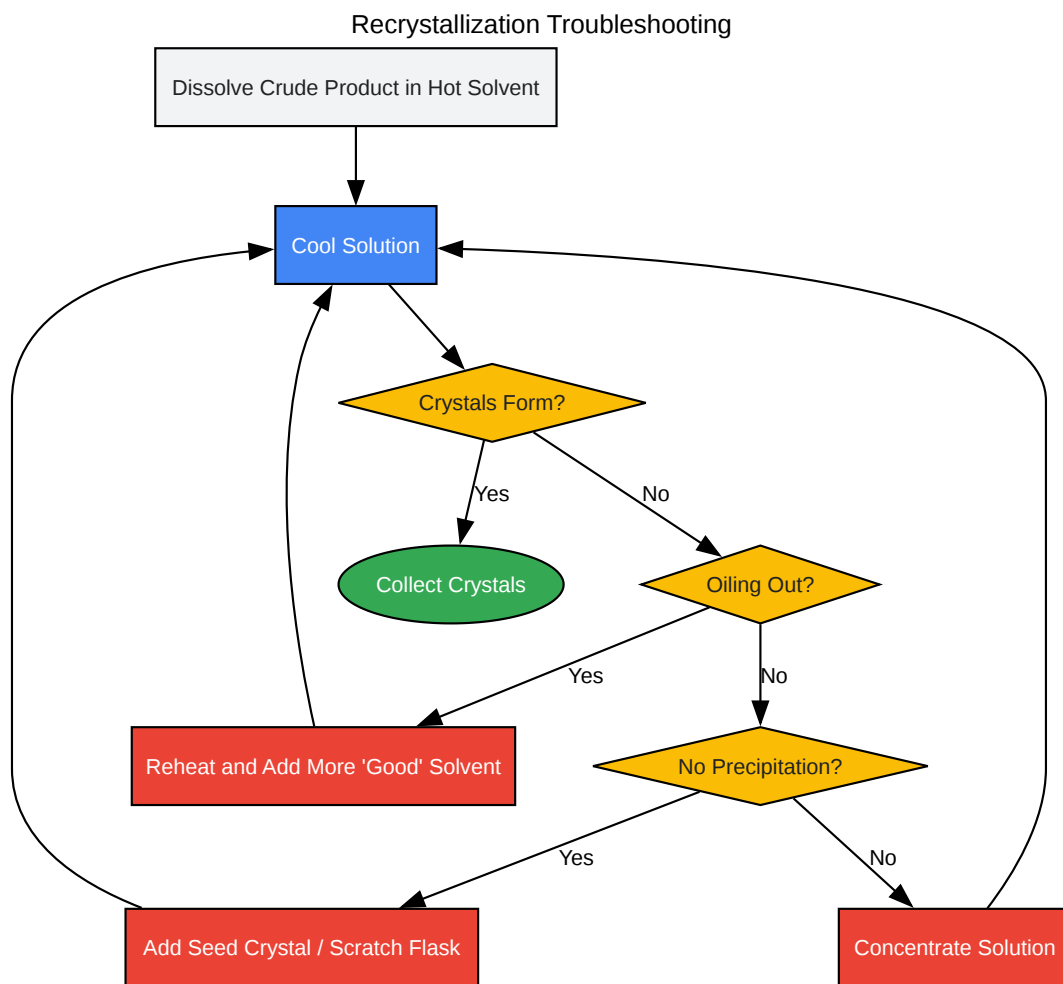 Recrystallization Troubleshooting
Dissolve Crude Product in Hot Solvent
Cool Solution
Crystals Form?
Yes
No
Collect Crystals
Oiling Out?
Yes
No
Reheat and Add More 'Good' Solvent
No Precipitation?
Yes
No
Add Seed Crystal / Scratch Flask
Concentrate Solution